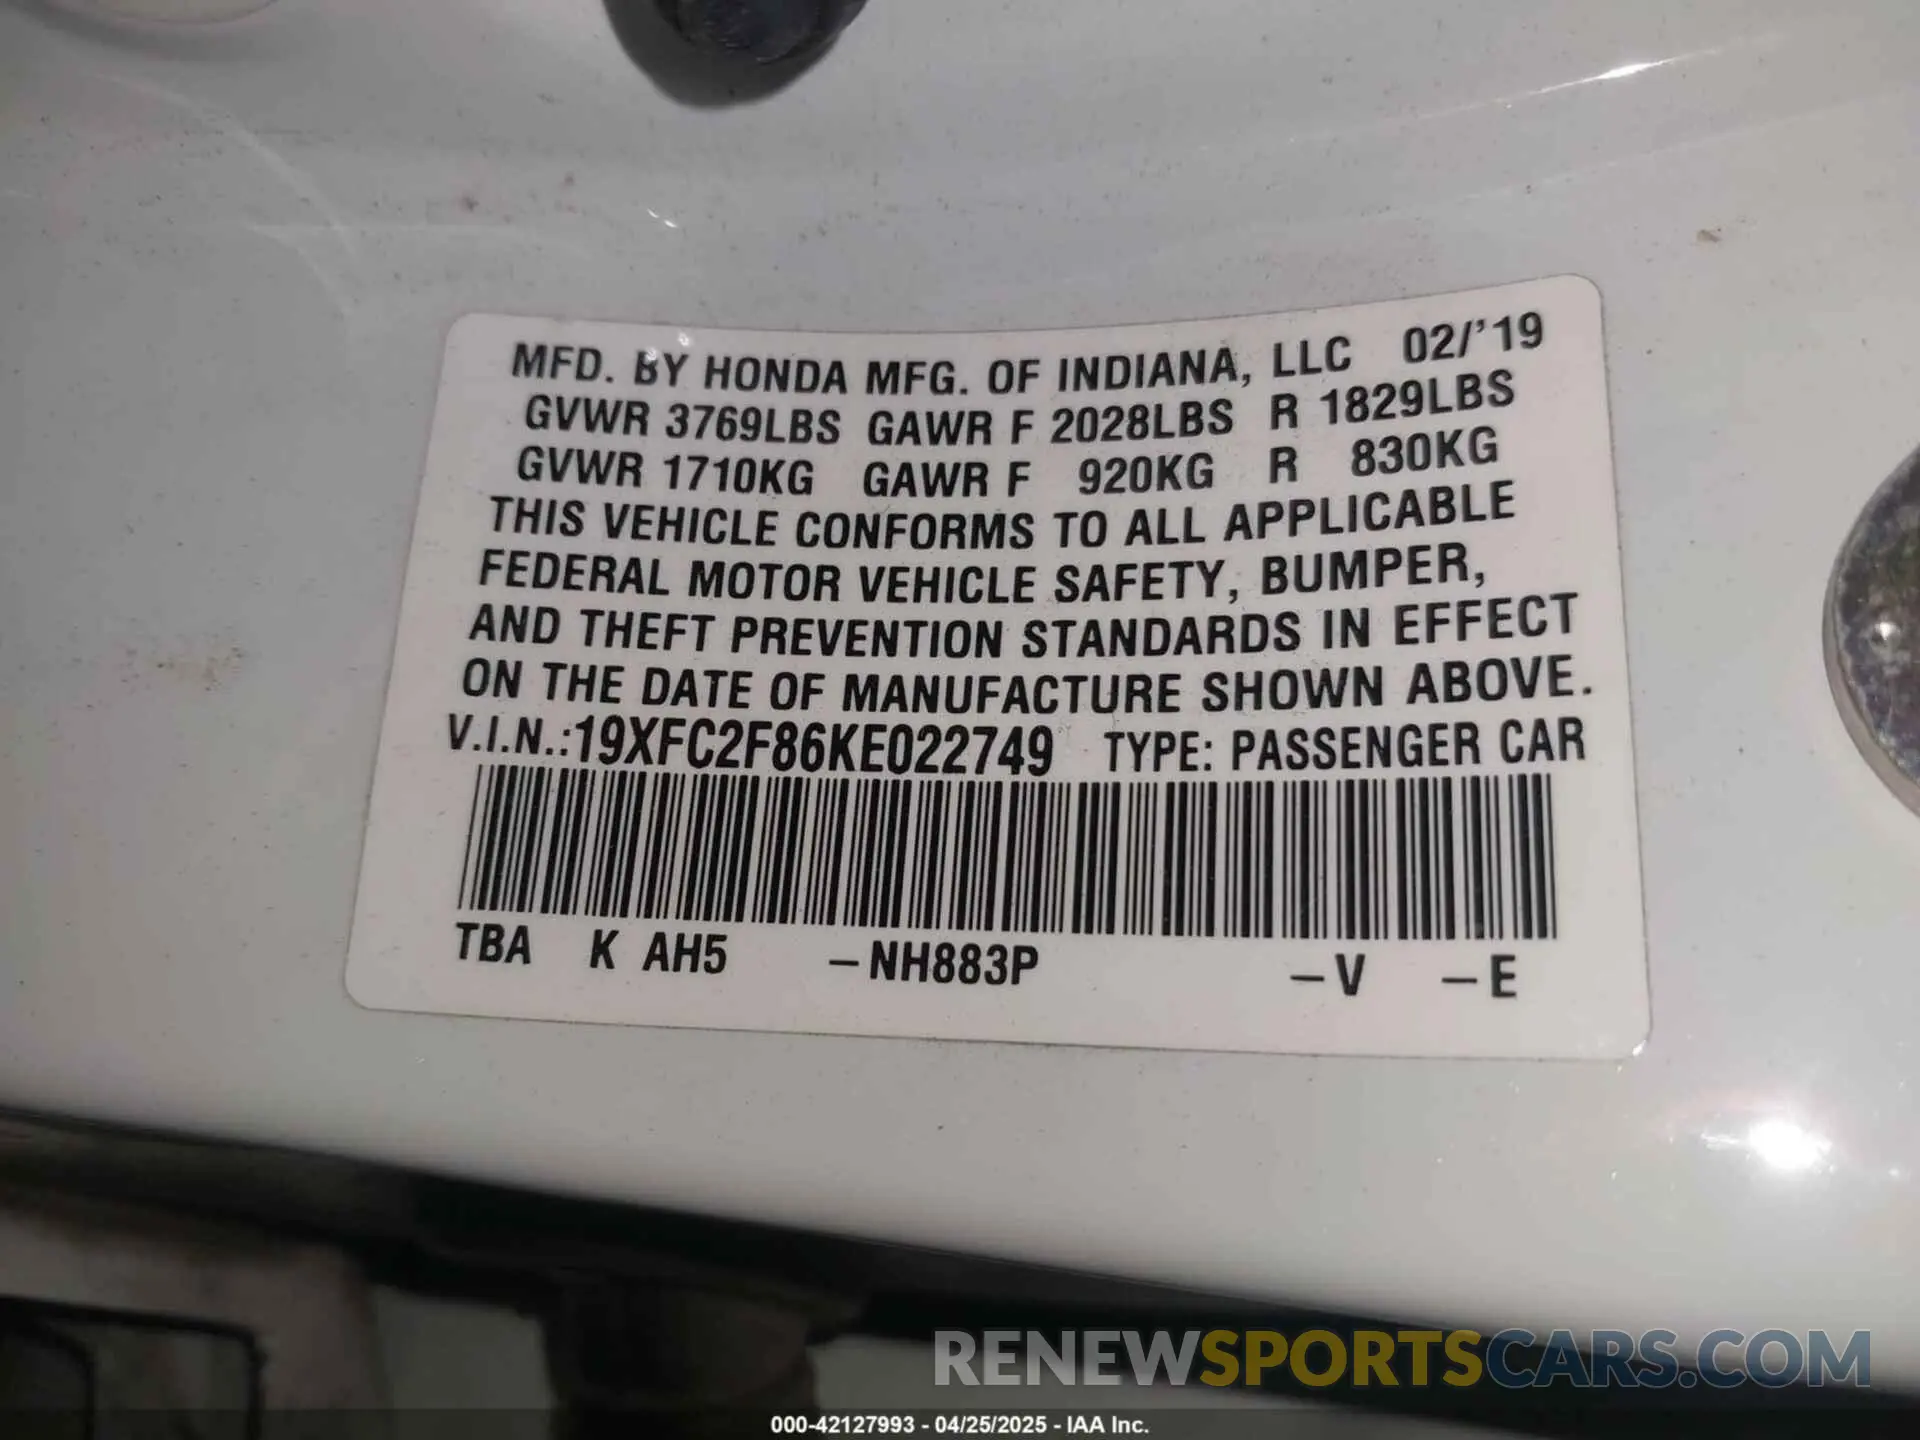 MFD. BY HONDA MFG. OF INDIANA, LLC 02/'19
GVWR 3769LBS GAWR F 2028LBS R 1829LBS
GVWR 1710KG GAWR F 920KG R 830KG
THIS VEHICLE CONFORMS TO ALL APPLICABLE
FEDERAL MOTOR VEHICLE SAFETY, BUMPER,
AND THEFT PREVENTION STANDARDS IN EFFECT
ON THE DATE OF MANUFACTURE SHOWN ABOVE.
V.I.N.:19XFC2F86KE022749 TYPE: PASSENGER CAR
TBA K AH5 –NH883P –V –E
RENEWSPORTSCARS.COM
000-42127993 - 04/25/2025 - IAA Inc.